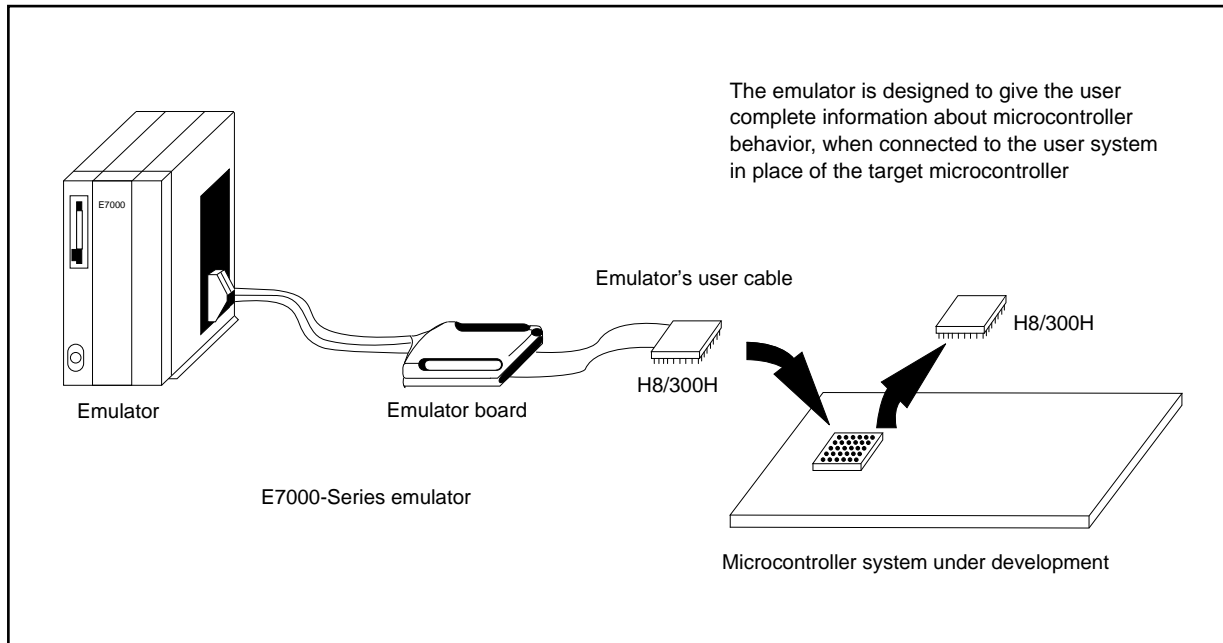 The emulator is designed to give the user
complete information about microcontroller
behavior, when connected to the user system
in place of the target microcontroller
E7000
Emulator's user cable
H8/300H
H8/300H
Emulator
Emulator board
E7000-Series emulator
Microcontroller system under development